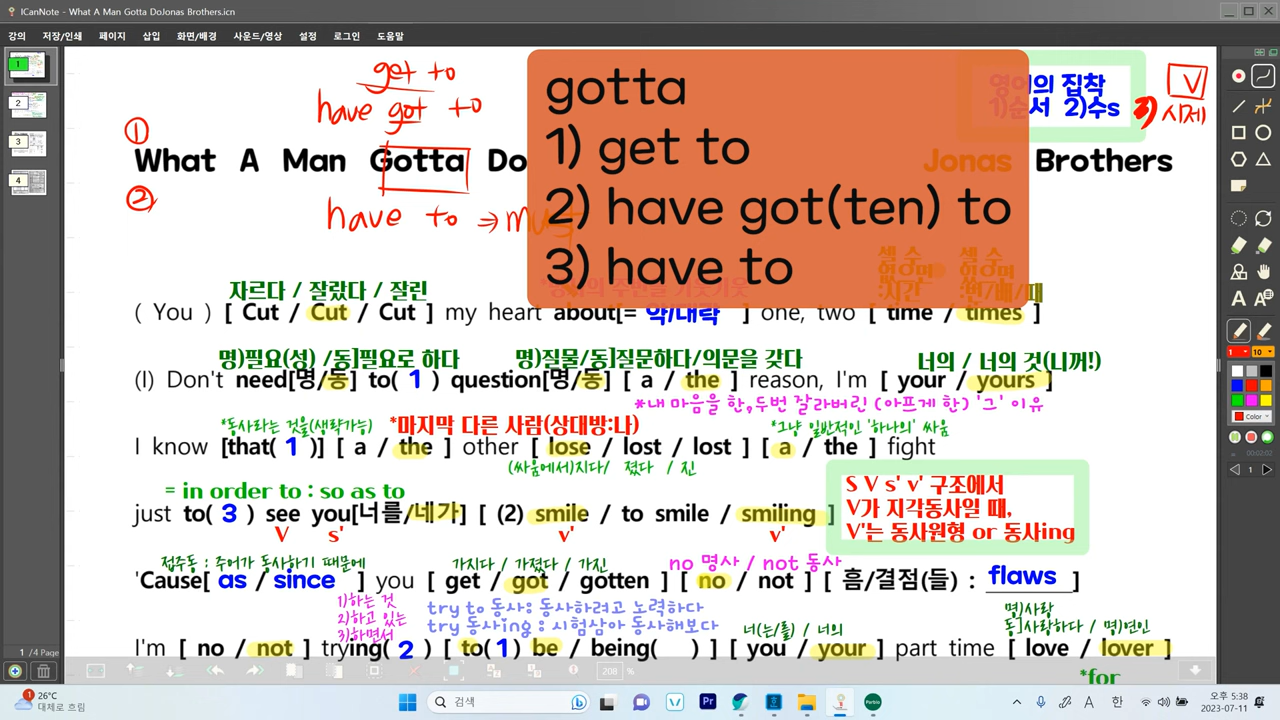 ICanNote - What A Man Gotta DoJonas Brothers.icn
강의 저장/인쇄 페이지 삽입 화면/배경 사운드/영상 설정 로그인 도움말
get to
have got to
영어의 집착
1)순서 2)수s
3) V
시제
gotta
1) get to
2) have got(ten) to
3) have to
①
What A Man Gotta Do
Jonas Brothers
②
have to ⇒ must
셀 수 없으면 :시간
셀 수 있으면 :번/배/때
자르다 / 잘랐다 / 잘린
( You ) [ Cut / Cut / Cut ] my heart about[= 약/대략 ] one, two [ time / times ]
명)필요(성) /동]필요로 하다 명)질문/동]질문하다/의문을 갖다 너의 / 너의 것(니꺼!)
(I) Don't need[명/동] to( 1 ) question[명/동] [ a / the ] reason, I'm [ your / yours ]
*내 마음을 한,두번 잘라버린 (아프게 한) '그' 이유
*동사라는 것을(생략가능) *마지막 다른 사람(상대방:나) *그냥 일반적인 '하나의' 싸움
I know [that( 1 )] [ a / the ] other [ lose / lost / lost ] [ a / the ] fight
(싸움에서)지다/ 졌다 / 진
= in order to : so as to
S V s' v' 구조에서
V가 지각동사일 때,
V'는 동사원형 or 동사ing
just to( 3 ) see you[너를/네가] [ (2) smile / to smile / smiling ]
V s' v' v'
접주동 : 주어가 동사하기 때문에 가지다 / 가졌다 / 가진 no 명사 / not 동사
'Cause[ as / since ] you [ get / got / gotten ] [ no / not ] [ 흠/결점(들) : flaws ]
1)하는 것
2)하고 있는
3)하면서
try to 동사: 동사하려고 노력하다
try 동사ing : 시험삼아 동사해보다
너(는/를) / 너의
명)사랑
동]사랑하다 / 명)연인
I'm [ no / not ] trying( 2 ) [ to( 1 ) be / being( ) ] [ you / your ] part time [ love / lover ]
*for
1 / 4 Page
208 %
Color
00:02:02
1
2
3
4
26°C
대체로 흐림
검색
오후 5:38
2023-07-11